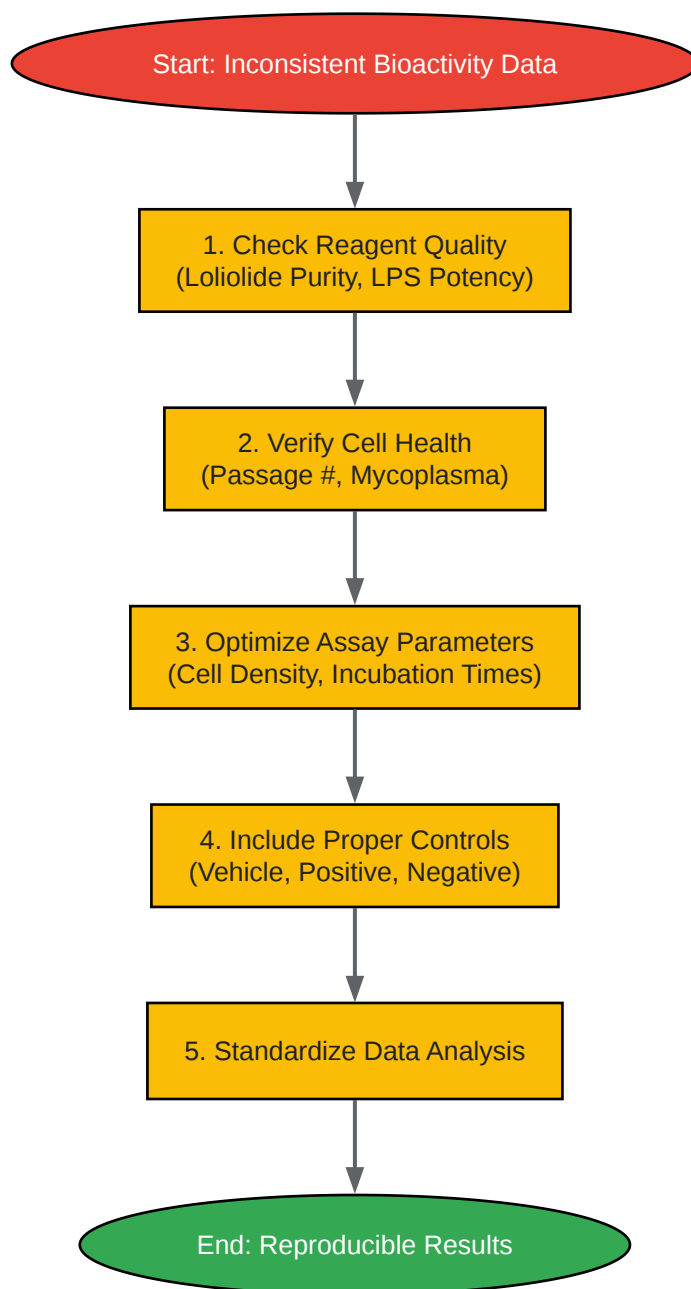 Start: Inconsistent Bioactivity Data
1. Check Reagent Quality
(Loliolide Purity, LPS Potency)
2. Verify Cell Health
(Passage #, Mycoplasma)
3. Optimize Assay Parameters
(Cell Density, Incubation Times)
4. Include Proper Controls
(Vehicle, Positive, Negative)
5. Standardize Data Analysis
End: Reproducible Results